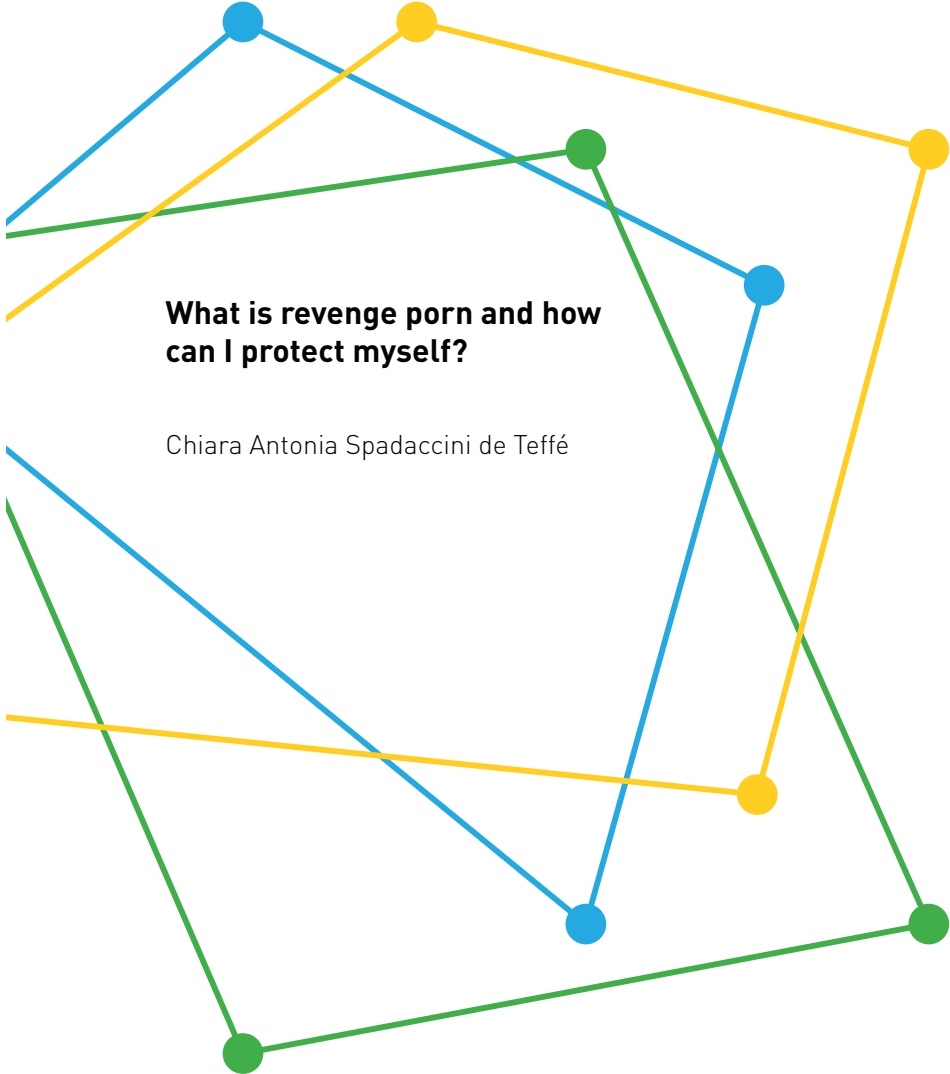 What is revenge porn and how
can I protect myself?
Chiara Antonia Spadaccini de Teffé